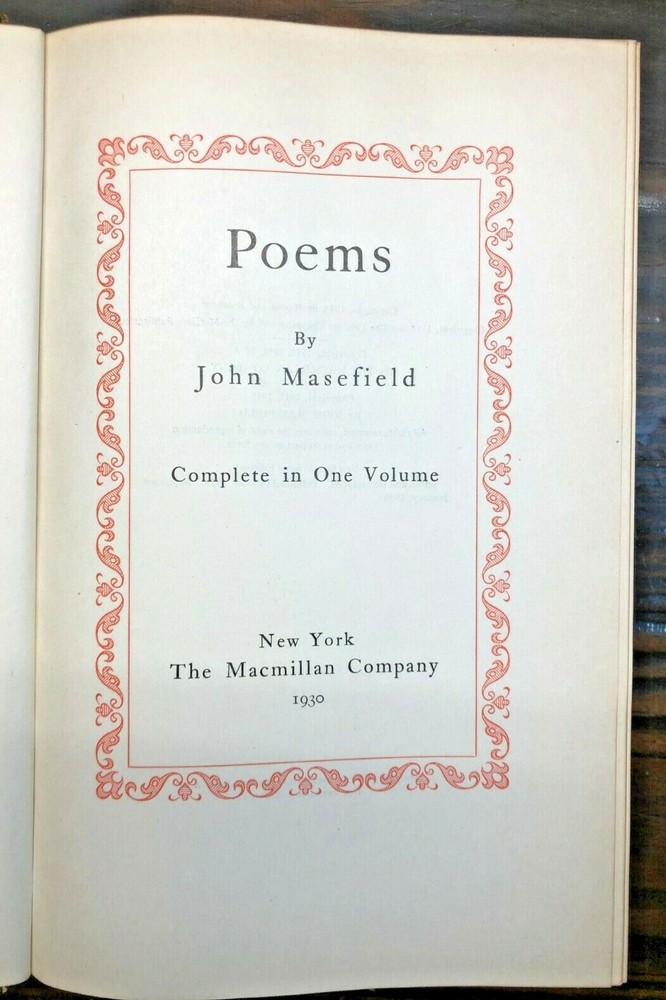 Poems
By
John Masefield
Complete in One Volume
New York
The Macmillan Company
1930